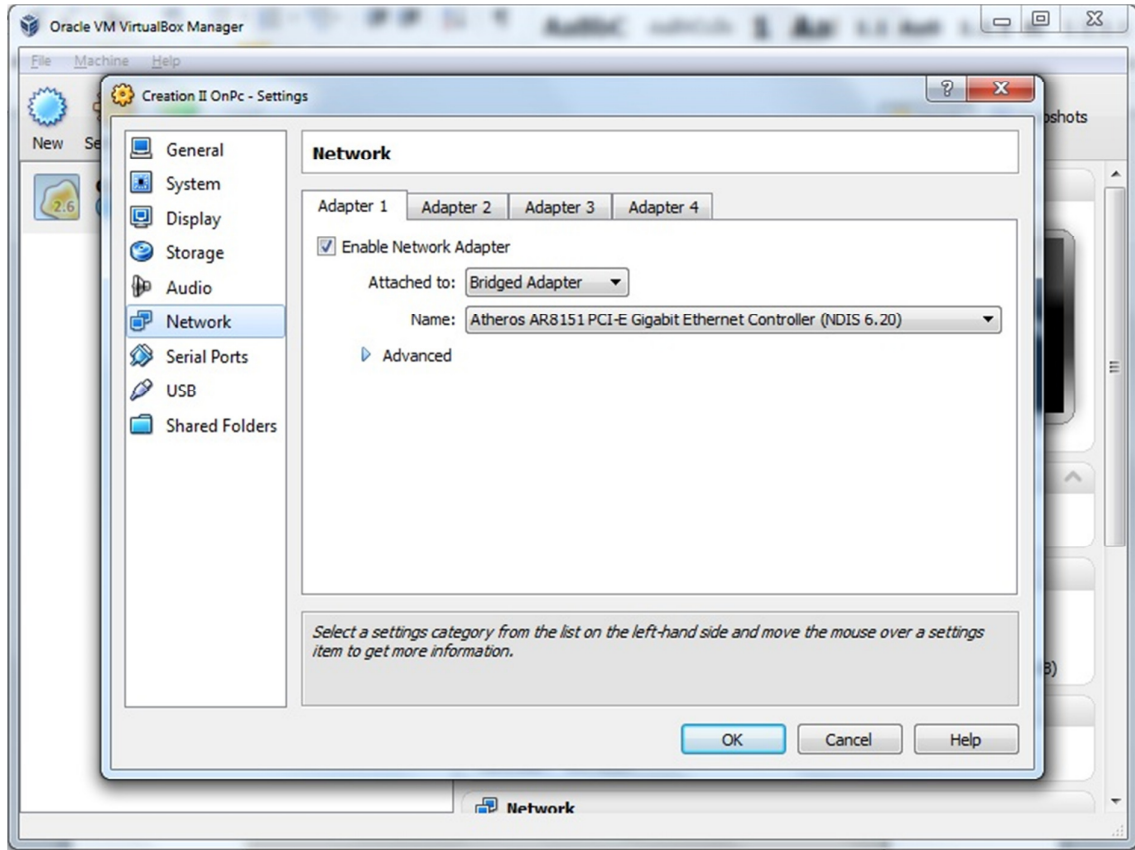 Oracle VM VirtualBox Manager
File Machine Help
Creation II OnPc - Settings
New
Se
pshots
2.6
General
System
Display
Storage
Audio
Network
Serial Ports
USB
Shared Folders
Network
Adapter 1 Adapter 2 Adapter 3 Adapter 4
Enable Network Adapter
Attached to: Bridged Adapter
Name: Atheros AR8151 PCI-E Gigabit Ethernet Controller (NDIS 6.20)
Advanced
Select a settings category from the list on the left-hand side and move the mouse over a settings
item to get more information.
B)
OK Cancel Help
Network